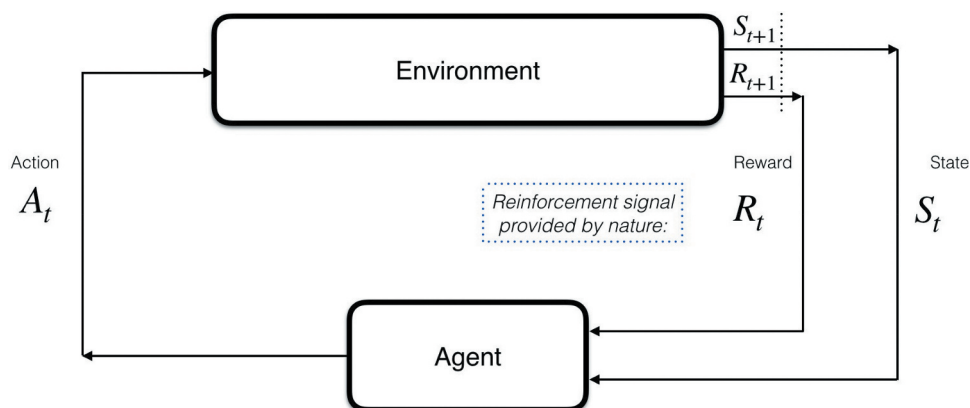 S_{t+1}
Environment
R_{t+1}
Action
Reward
State
A_t
Reinforcement signal
provided by nature:
R_t
S_t
Agent